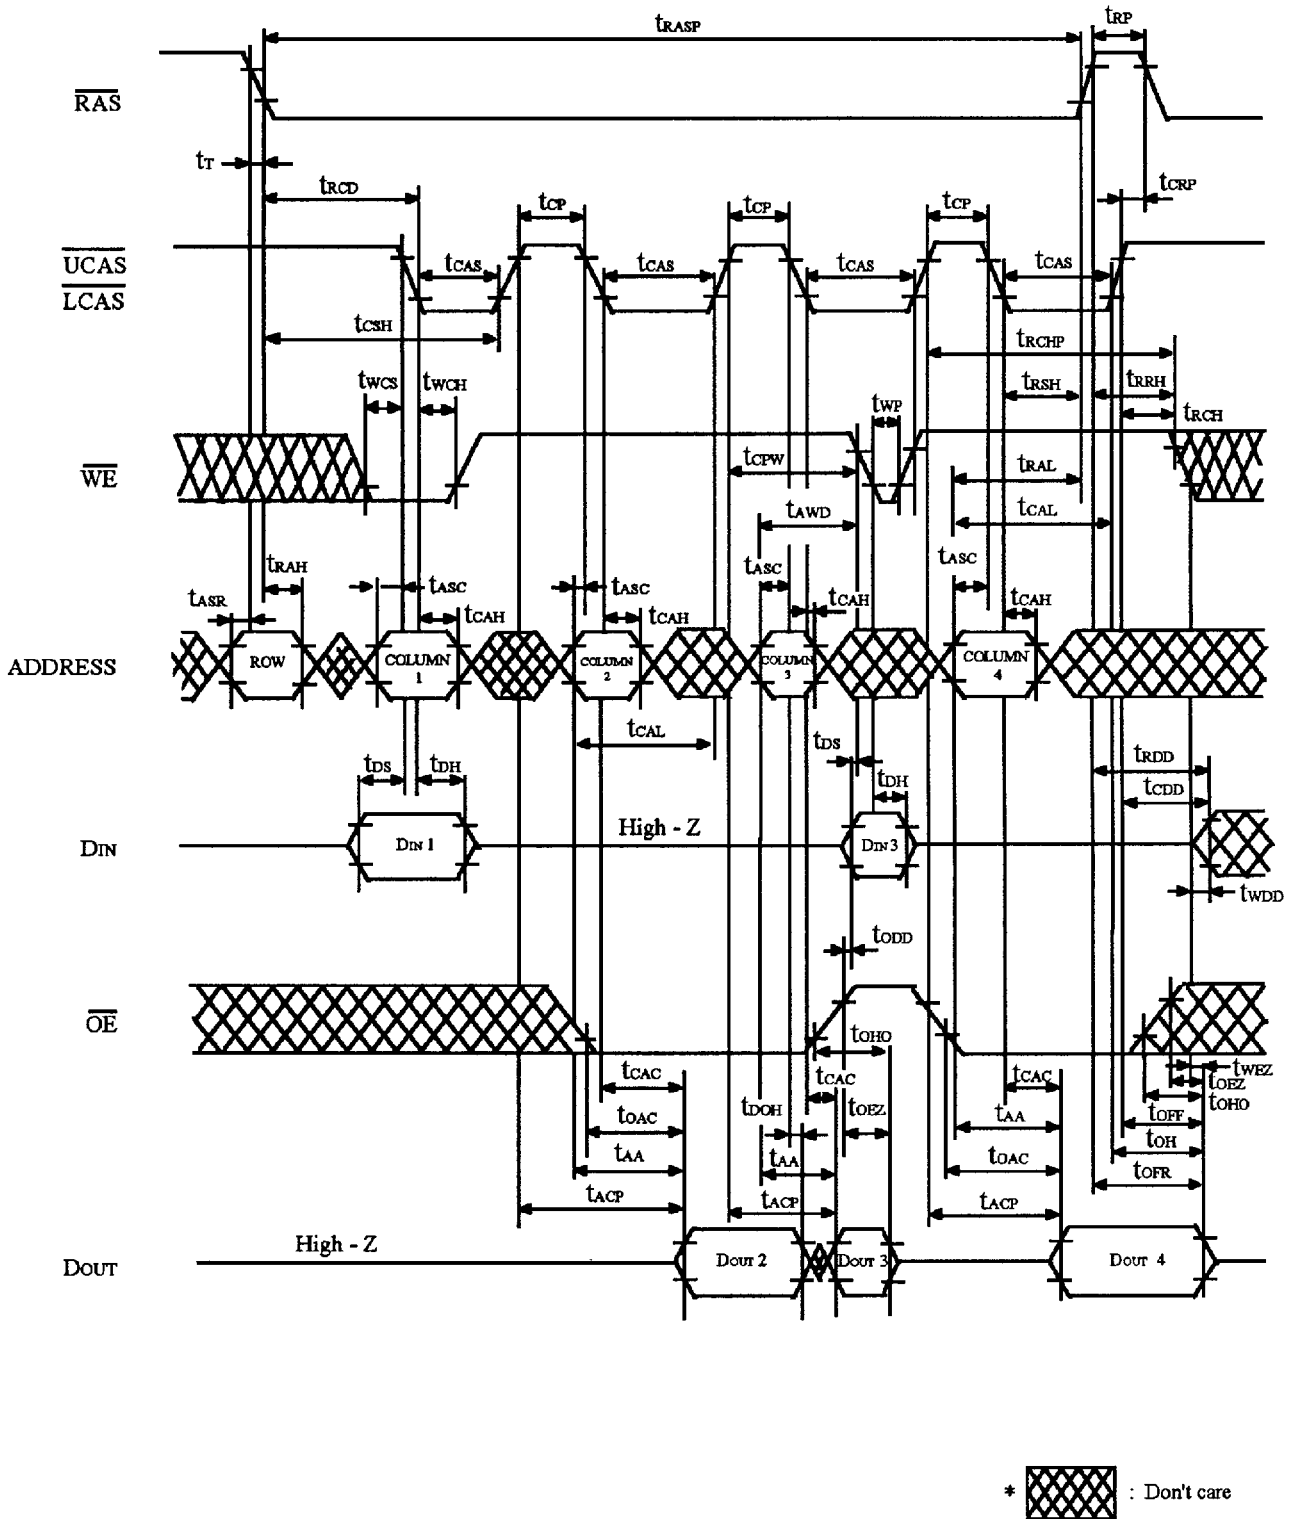 tRASP
tRP
RAS
tT
tRCD
tCRP
tCP
tCP
tCP
UCAS
LCAS
tCAS
tCAS
tCAS
tCAS
tCSH
tRCHP
tWCS
tWCH
tWP
tRSH
tRRH
tRCH
WE
tCPW
tRAL
tAWD
tCAL
tRAH
tASR
tASC
tCAH
tASC
tCAH
tASC
tCAH
tASC
tCAH
ADDRESS
ROW
COLUMN
1
COLUMN
2
COLUMN
3
COLUMN
4
tCAL
tDS
tDH
tDS
tDH
tRDD
tCDD
DIN
DIN 1
High - Z
DIN 3
tWDD
tODD
OE
tOHO
tCAC
tCAC
tCAC
tWEZ
tOEZ
tOHO
tOAC
tDOH
tOEZ
tAA
tOFF
tAA
tAA
tOAC
tOH
tACP
tACP
tACP
tOFR
High - Z
DOUT
DOUT 2
DOUT 3
DOUT 4
* : Don't care